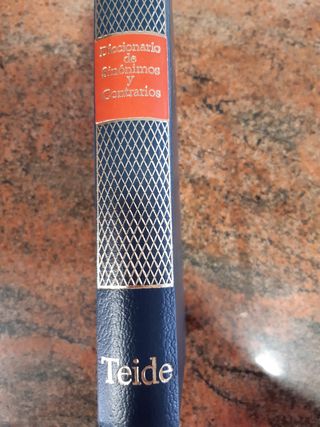 Diccionario
de
Sinónimos
y
Contrarios
Teide